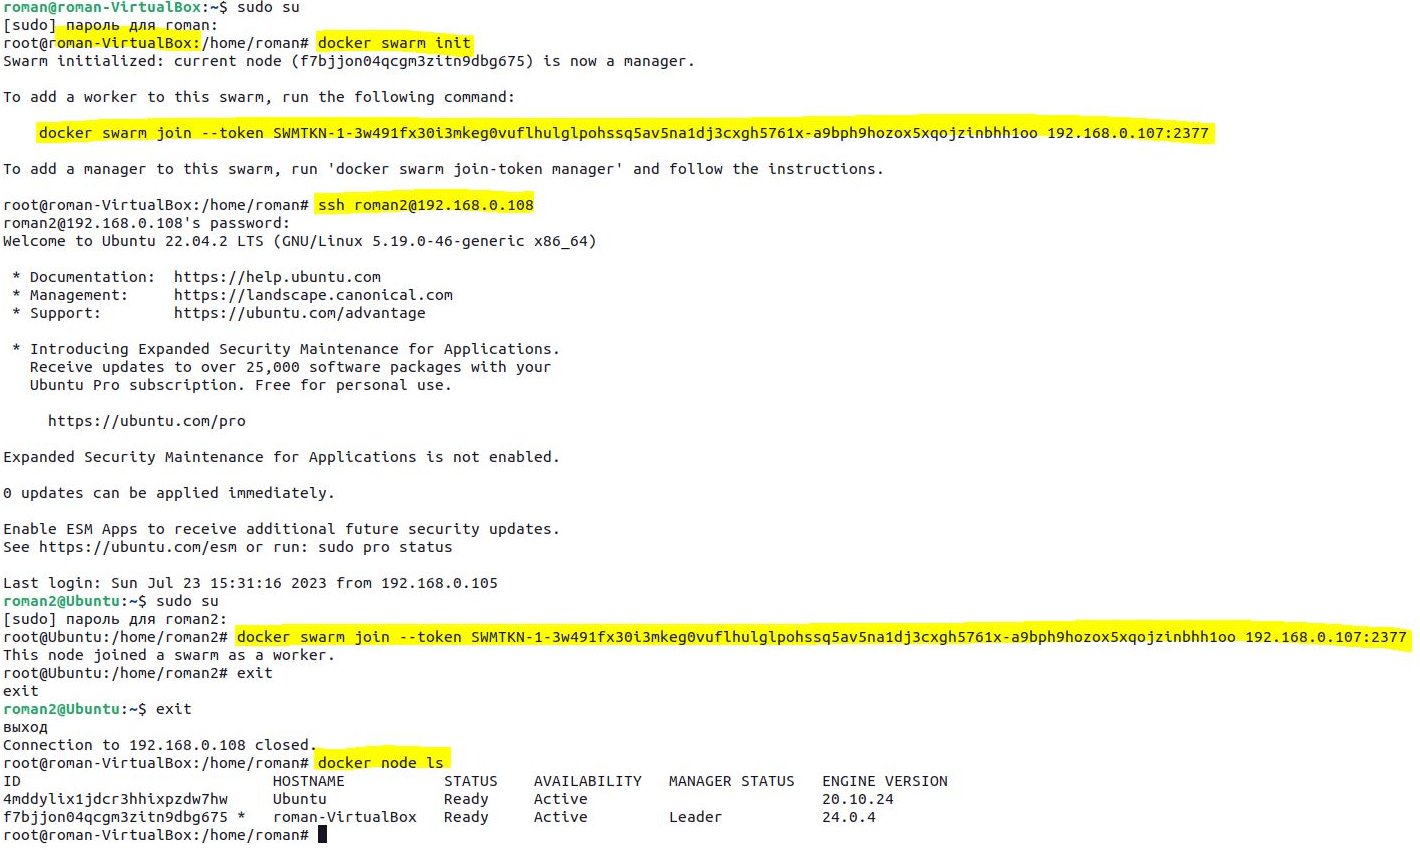 roman@roman-VirtualBox:~$ sudo su
[sudo] пароль для roman:
root@roman-VirtualBox:/home/roman# docker swarm init
Swarm initialized: current node (f7bjjon04qcgm3zitn9dbg675) is now a manager.
To add a worker to this swarm, run the following command:
docker swarm join --token SWMTKN-1-3w491fx30i3mkeg0vuflhulglpohssq5av5na1dj3cxgh5761x-a9bph9hozox5xqojzinbhh1oo 192.168.0.107:2377
To add a manager to this swarm, run 'docker swarm join-token manager' and follow the instructions.
root@roman-VirtualBox:/home/roman# ssh roman2@192.168.0.108
roman2@192.168.0.108's password:
Welcome to Ubuntu 22.04.2 LTS (GNU/Linux 5.19.0-46-generic x86_64)
* Documentation: https://help.ubuntu.com
* Management: https://landscape.canonical.com
* Support: https://ubuntu.com/advantage
* Introducing Expanded Security Maintenance for Applications.
Receive updates to over 25,000 software packages with your
Ubuntu Pro subscription. Free for personal use.
https://ubuntu.com/pro
Expanded Security Maintenance for Applications is not enabled.
0 updates can be applied immediately.
Enable ESM Apps to receive additional future security updates.
See https://ubuntu.com/esm or run: sudo pro status
Last login: Sun Jul 23 15:31:16 2023 from 192.168.0.105
roman2@Ubuntu:~$ sudo su
[sudo] пароль для roman2:
root@Ubuntu:/home/roman2# docker swarm join --token SWMTKN-1-3w491fx30i3mkeg0vuflhulglpohssq5av5na1dj3cxgh5761x-a9bph9hozox5xqojzinbhh1oo 192.168.0.107:2377
This node joined a swarm as a worker.
root@Ubuntu:/home/roman2# exit
exit
roman2@Ubuntu:~$ exit
выход
Connection to 192.168.0.108 closed.
root@roman-VirtualBox:/home/roman# docker node ls
ID HOSTNAME STATUS AVAILABILITY MANAGER STATUS ENGINE VERSION
4mddylix1jdcr3hhixpzdw7hw Ubuntu Ready Active 20.10.24
f7bjjon04qcgm3zitn9dbg675 * roman-VirtualBox Ready Active Leader 24.0.4
root@roman-VirtualBox:/home/roman#